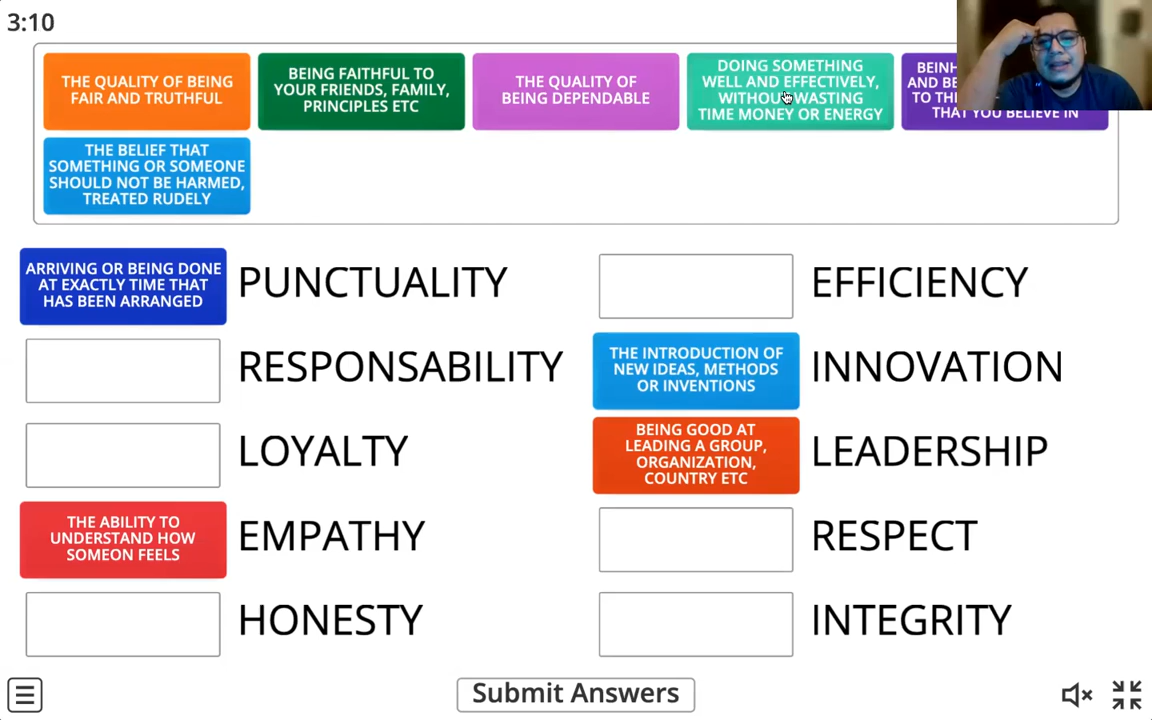 3:10
THE QUALITY OF BEING
FAIR AND TRUTHFUL
BEING FAITHFUL TO
YOUR FRIENDS, FAMILY,
PRINCIPLES ETC
THE QUALITY OF
BEING DEPENDABLE
DOING SOMETHING
WELL AND EFFECTIVELY,
WITHOUT WASTING
TIME MONEY OR ENERGY
AND
THAT YOU BELIEVE IN
THE BELIEF THAT
SOMETHING OR SOMEONE
SHOULD NOT BE HARMED,
TREATED RUDELY
ARRIVING OR BEING DONE
AT EXACTLY TIME THAT
HAS BEEN ARRANGED
PUNCTUALITY
EFFICIENCY
RESPONSABILITY
THE INTRODUCTION OF
NEW IDEAS, METHODS
OR INVENTIONS
INNOVATION
LOYALTY
BEING GOOD AT
LEADING A GROUP,
ORGANIZATION,
COUNTRY ETC
LEADERSHIP
THE ABILITY TO
UNDERSTAND HOW
SOMEON FEELS
EMPATHY
RESPECT
HONESTY
INTEGRITY
Submit Answers